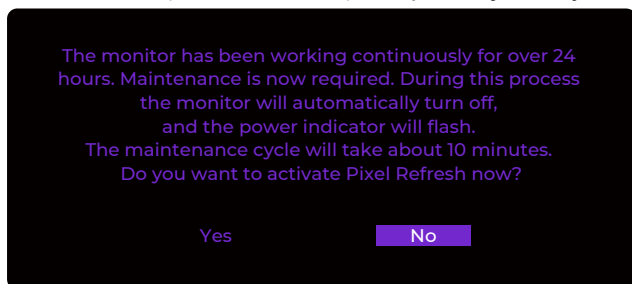 The monitor has been working continuously for over 24
hours. Maintenance is now required. During this process
the monitor will automatically turn off,
and the power indicator will flash.
The maintenance cycle will take about 10 minutes.
Do you want to activate Pixel Refresh now?
Yes No